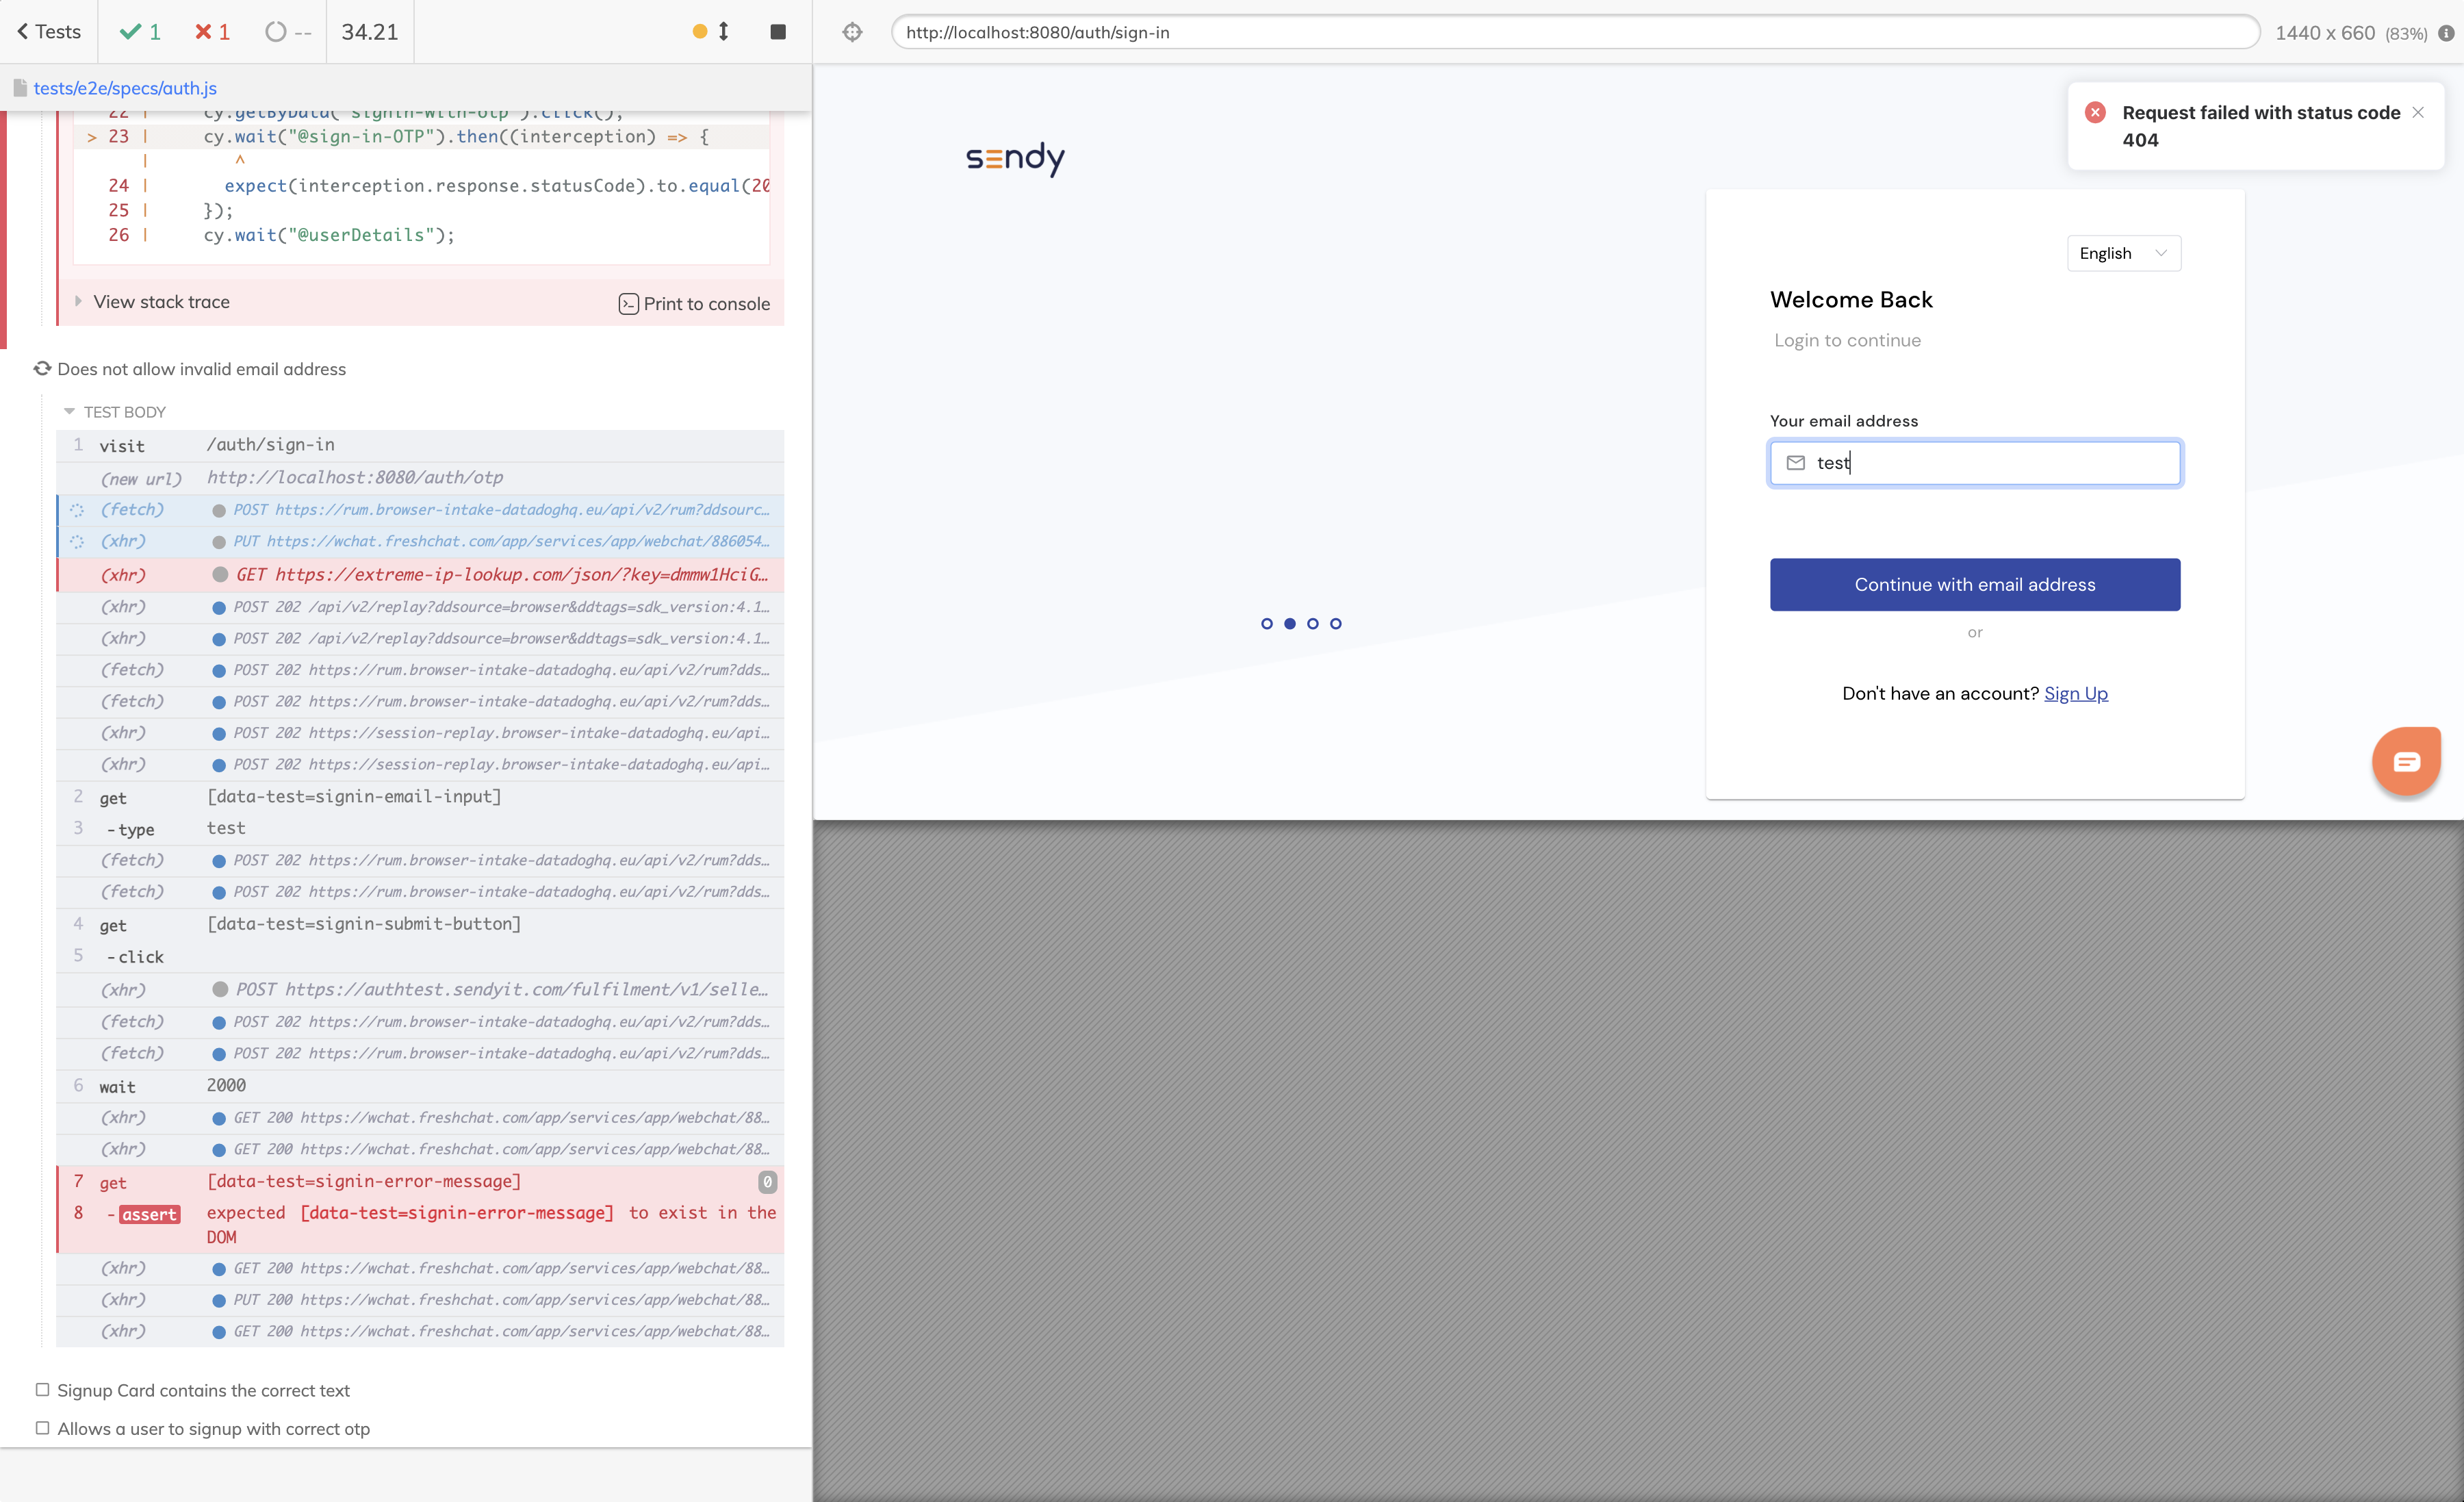 Tests
1
1
--
34.21
http://localhost:8080/auth/sign-in
1440 x 660 (83%)
tests/e2e/specs/auth.js
22 | cy.getByData("signin-with-otp").click();
> 23 | cy.wait("@sign-in-OTP").then((interception) => {
| ^
24 | expect(interception.response.statusCode).to.equal(20
25 | });
26 | cy.wait("@userDetails");
View stack trace
Print to console
Does not allow invalid email address
TEST BODY
1 visit /auth/sign-in
(new url) http://localhost:8080/auth/otp
(fetch) POST https://rum.browser-intake-datadoghq.eu/api/v2/rum?ddsourc...
(xhr) PUT https://wchat.freshchat.com/app/services/app/webchat/886054...
(xhr) GET https://extreme-ip-lookup.com/json/?key=dmmw1HciG...
(xhr) POST 202 /api/v2/replay?ddsource=browser&ddtags=sdk_version:4.1...
(xhr) POST 202 /api/v2/replay?ddsource=browser&ddtags=sdk_version:4.1...
(fetch) POST 202 https://rum.browser-intake-datadoghq.eu/api/v2/rum?dds...
(fetch) POST 202 https://rum.browser-intake-datadoghq.eu/api/v2/rum?dds...
(xhr) POST 202 https://session-replay.browser-intake-datadoghq.eu/api...
(xhr) POST 202 https://session-replay.browser-intake-datadoghq.eu/api...
2 get [data-test=signin-email-input]
3 -type test
(fetch) POST 202 https://rum.browser-intake-datadoghq.eu/api/v2/rum?dds...
(fetch) POST 202 https://rum.browser-intake-datadoghq.eu/api/v2/rum?dds...
4 get [data-test=signin-submit-button]
5 -click
(xhr) POST https://authtest.sendyit.com/fulfilment/v1/selle...
(fetch) POST 202 https://rum.browser-intake-datadoghq.eu/api/v2/rum?dds...
(fetch) POST 202 https://rum.browser-intake-datadoghq.eu/api/v2/rum?dds...
6 wait 2000
(xhr) GET 200 https://wchat.freshchat.com/app/services/app/webchat/88...
(xhr) GET 200 https://wchat.freshchat.com/app/services/app/webchat/88...
7 get [data-test=signin-error-message] 0
8 -assert expected [data-test=signin-error-message] to exist in the
DOM
(xhr) GET 200 https://wchat.freshchat.com/app/services/app/webchat/88...
(xhr) PUT 200 https://wchat.freshchat.com/app/services/app/webchat/88...
(xhr) GET 200 https://wchat.freshchat.com/app/services/app/webchat/88...
Signup Card contains the correct text
Allows a user to signup with correct otp
Request failed with status code
404
sendy
English
Welcome Back
Login to continue
Your email address
test
Continue with email address
or
Don't have an account? Sign Up